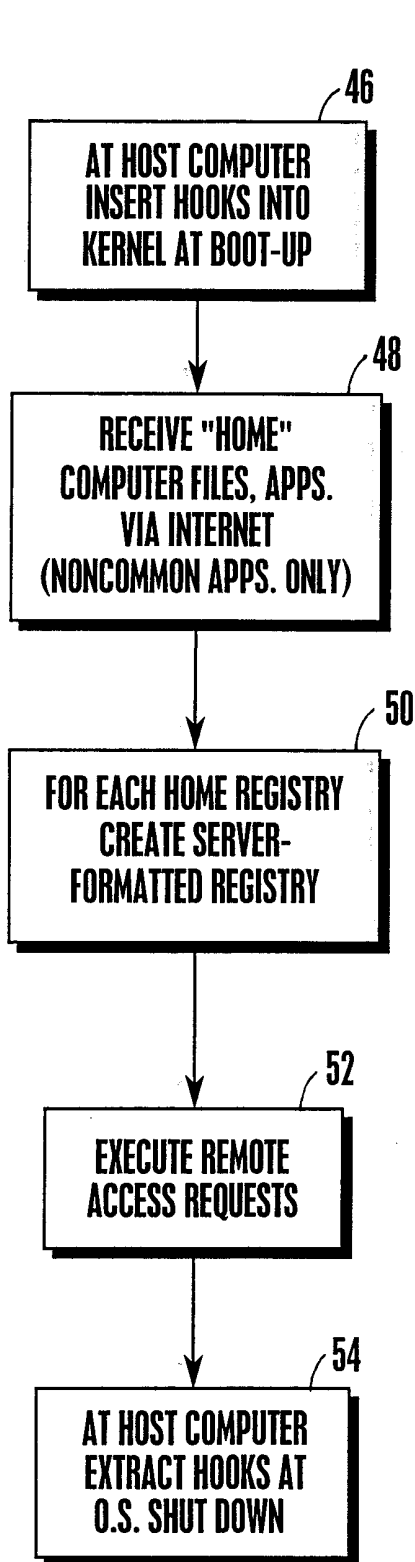 46
AT HOST COMPUTER
INSERT HOOKS INTO
KERNEL AT BOOT-UP
48
RECEIVE "HOME"
COMPUTER FILES, APPS.
VIA INTERNET
(NONCOMMON APPS. ONLY)
50
FOR EACH HOME REGISTRY
CREATE SERVER-
FORMATTED REGISTRY
52
EXECUTE REMOTE
ACCESS REQUESTS
54
AT HOST COMPUTER
EXTRACT HOOKS AT
O.S. SHUT DOWN